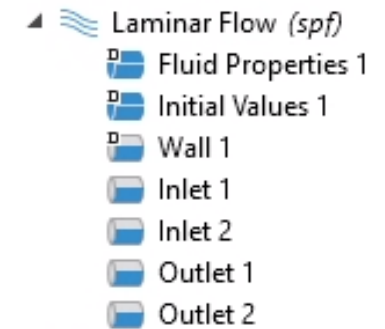 Laminar Flow (spf)
D Fluid Properties 1
D Initial Values 1
D Wall 1
Inlet 1
Inlet 2
Outlet 1
Outlet 2